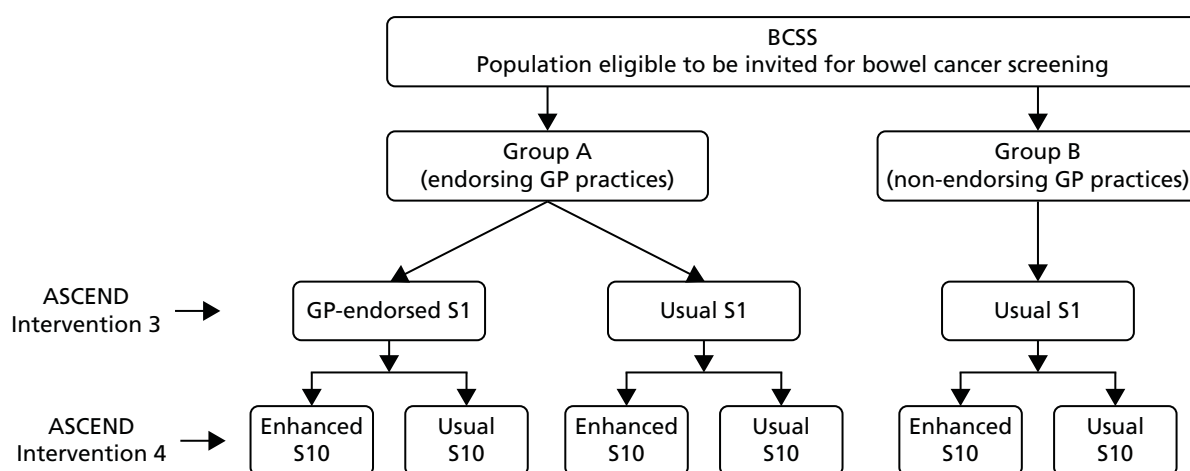 BCSS
Population eligible to be invited for bowel cancer screening
Group A
(endorsing GP practices)
Group B
(non-endorsing GP practices)
ASCEND
Intervention 3
GP-endorsed S1
Usual S1
Usual S1
ASCEND
Intervention 4
Enhanced
S10
Usual
S10
Enhanced
S10
Usual
S10
Enhanced
S10
Usual
S10